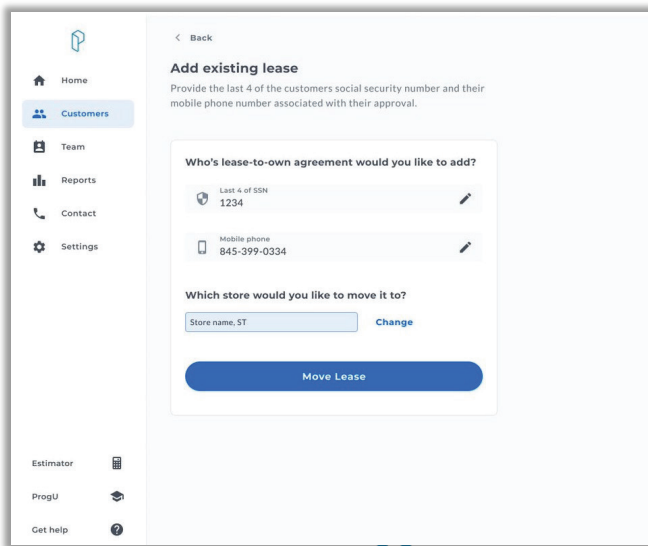 Back
Home
Customers
Team
Reports
Contact
Settings
Estimator
ProgU
Get help
Add existing lease
Provide the last 4 of the customers social security number and their
mobile phone number associated with their approval.
Who's lease-to-own agreement would you like to add?
Last 4 of SSN
1234
Mobile phone
845-399-0334
Which store would you like to move it to?
Store name, ST
Change
Move Lease